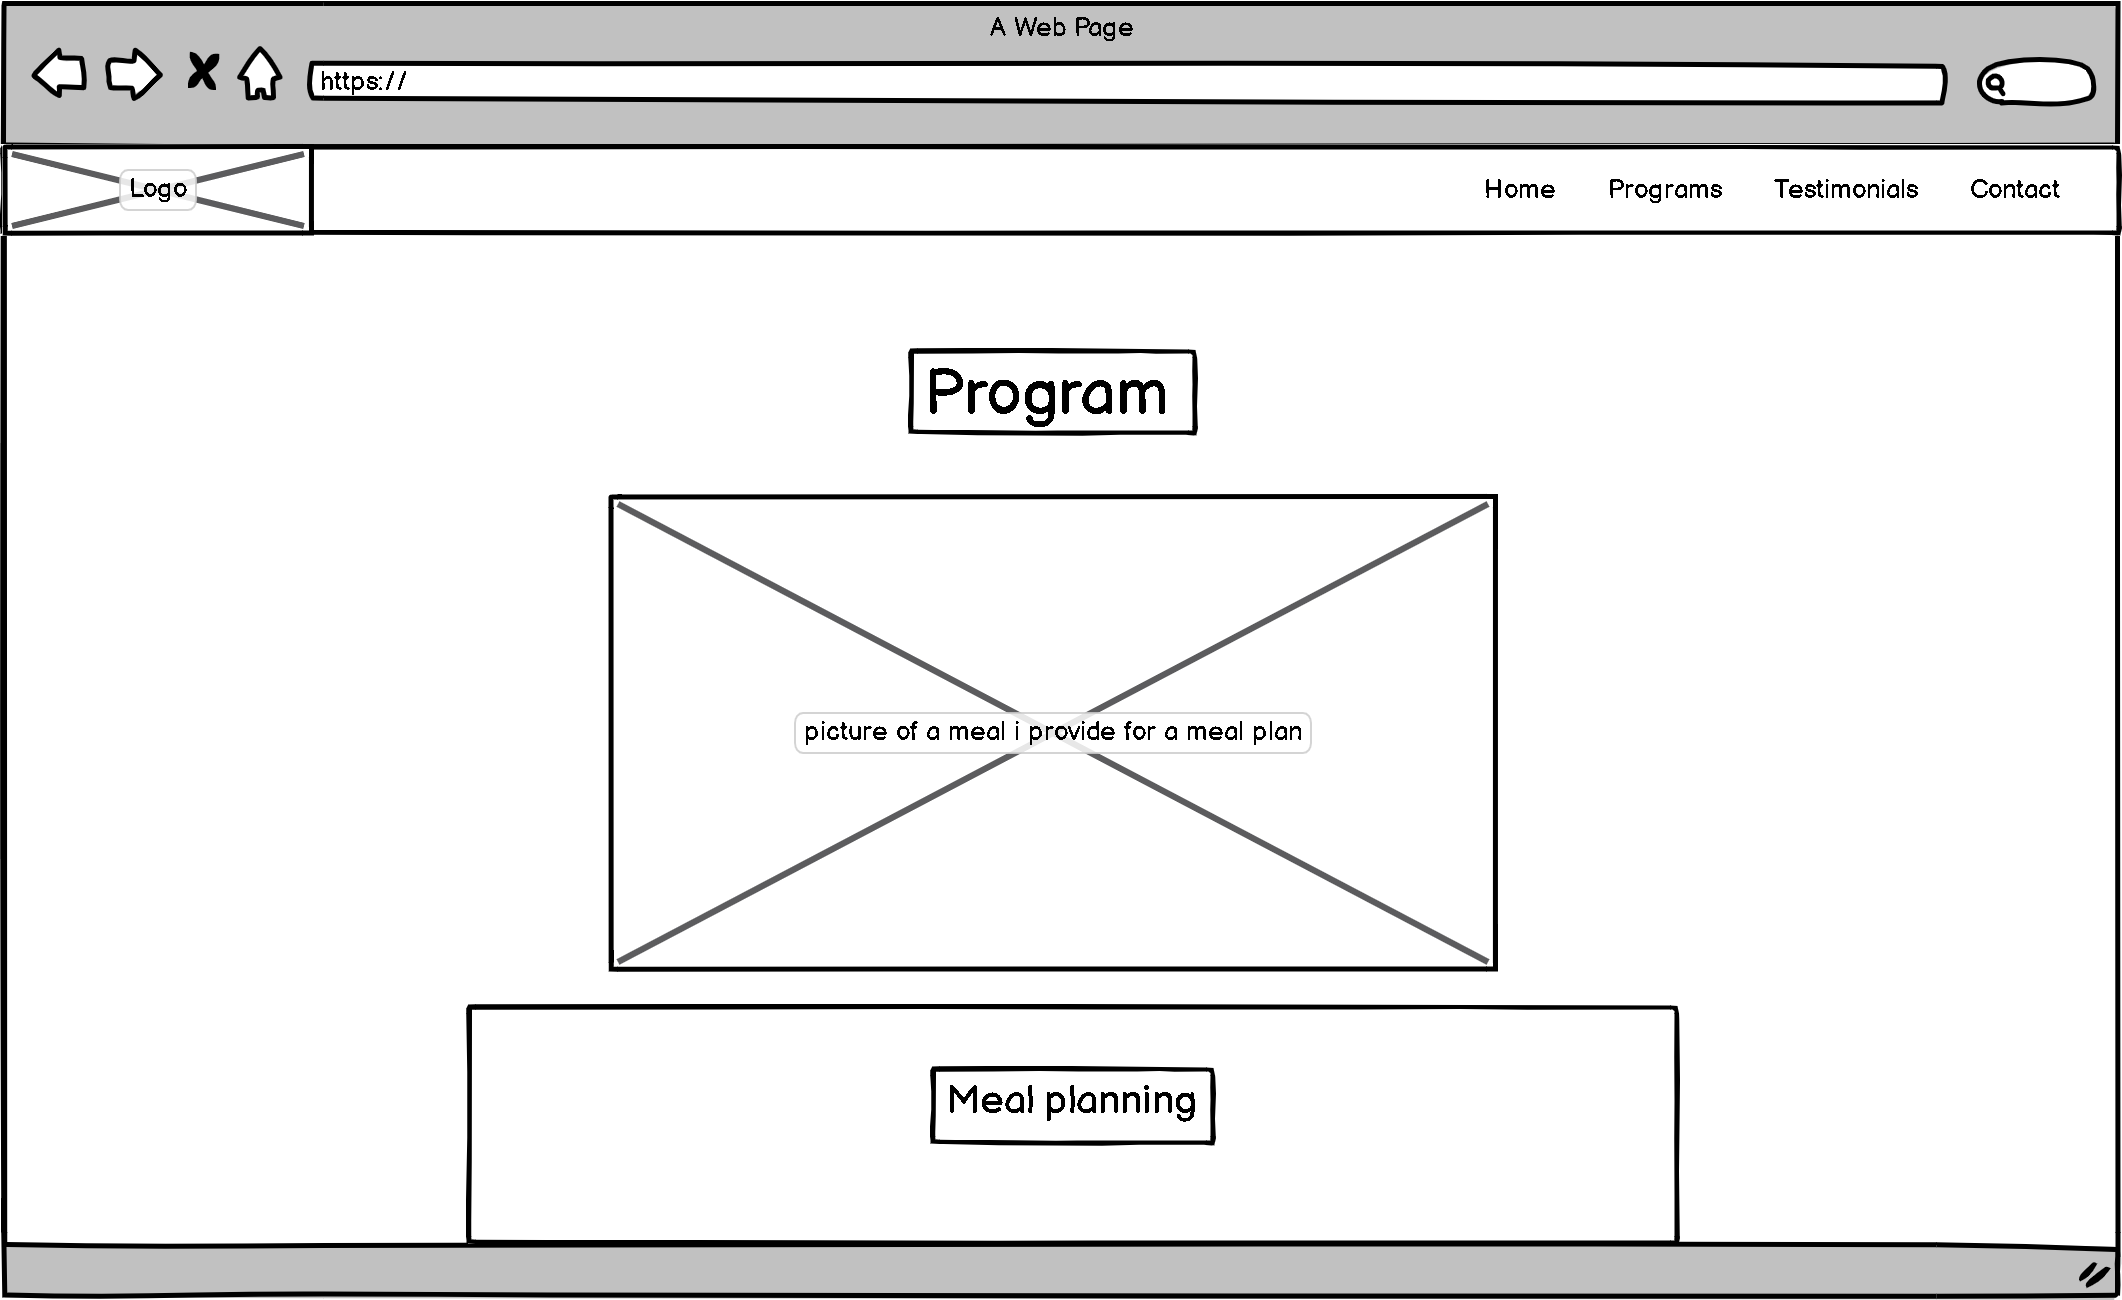 A Web Page
https://
Logo
Home Programs Testimonials Contact
Program
picture of a meal i provide for a meal plan
Meal planning